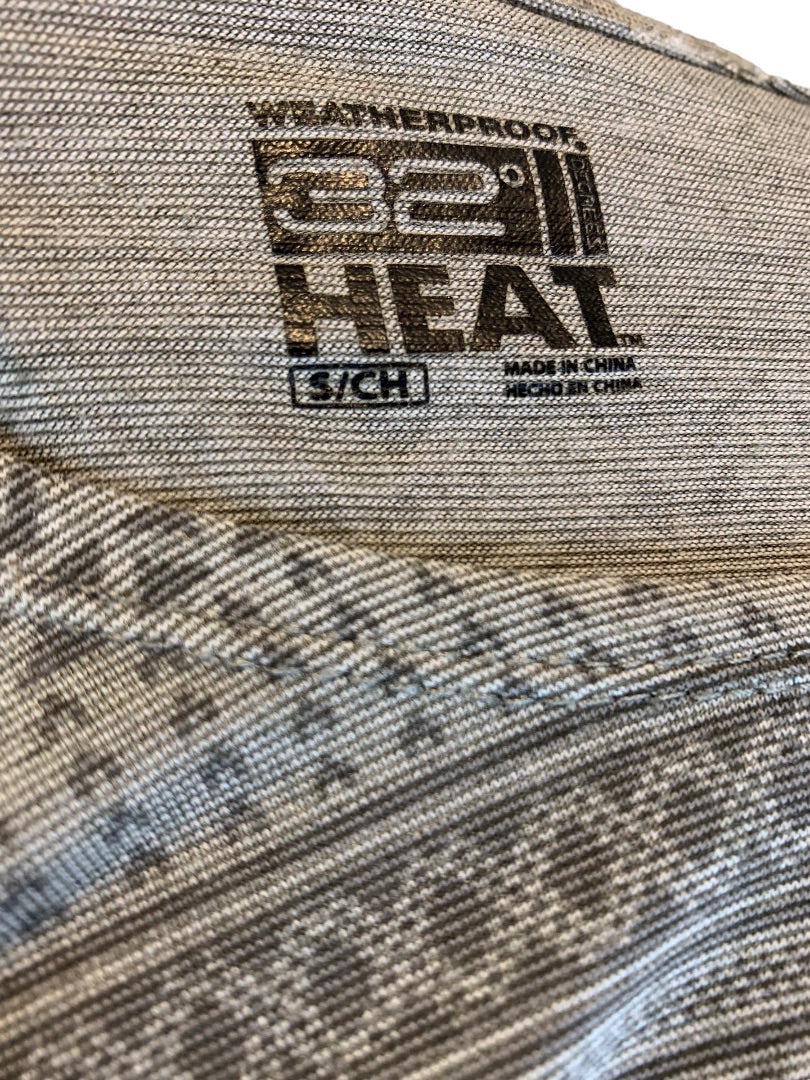 WEATHERPROOF®
32° DEGREES
HEAT™
S/CH
MADE IN CHINA
HECHO EN CHINA